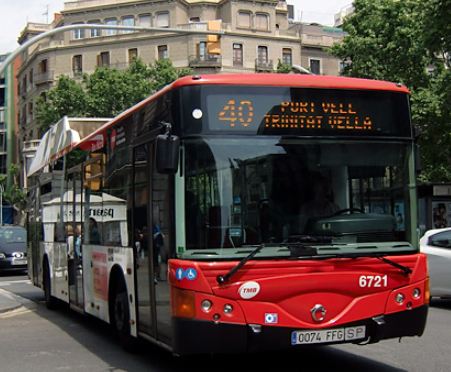 40
PORT VELL
TRINITAT VELLA
TMB
6721
0074 FFG SP